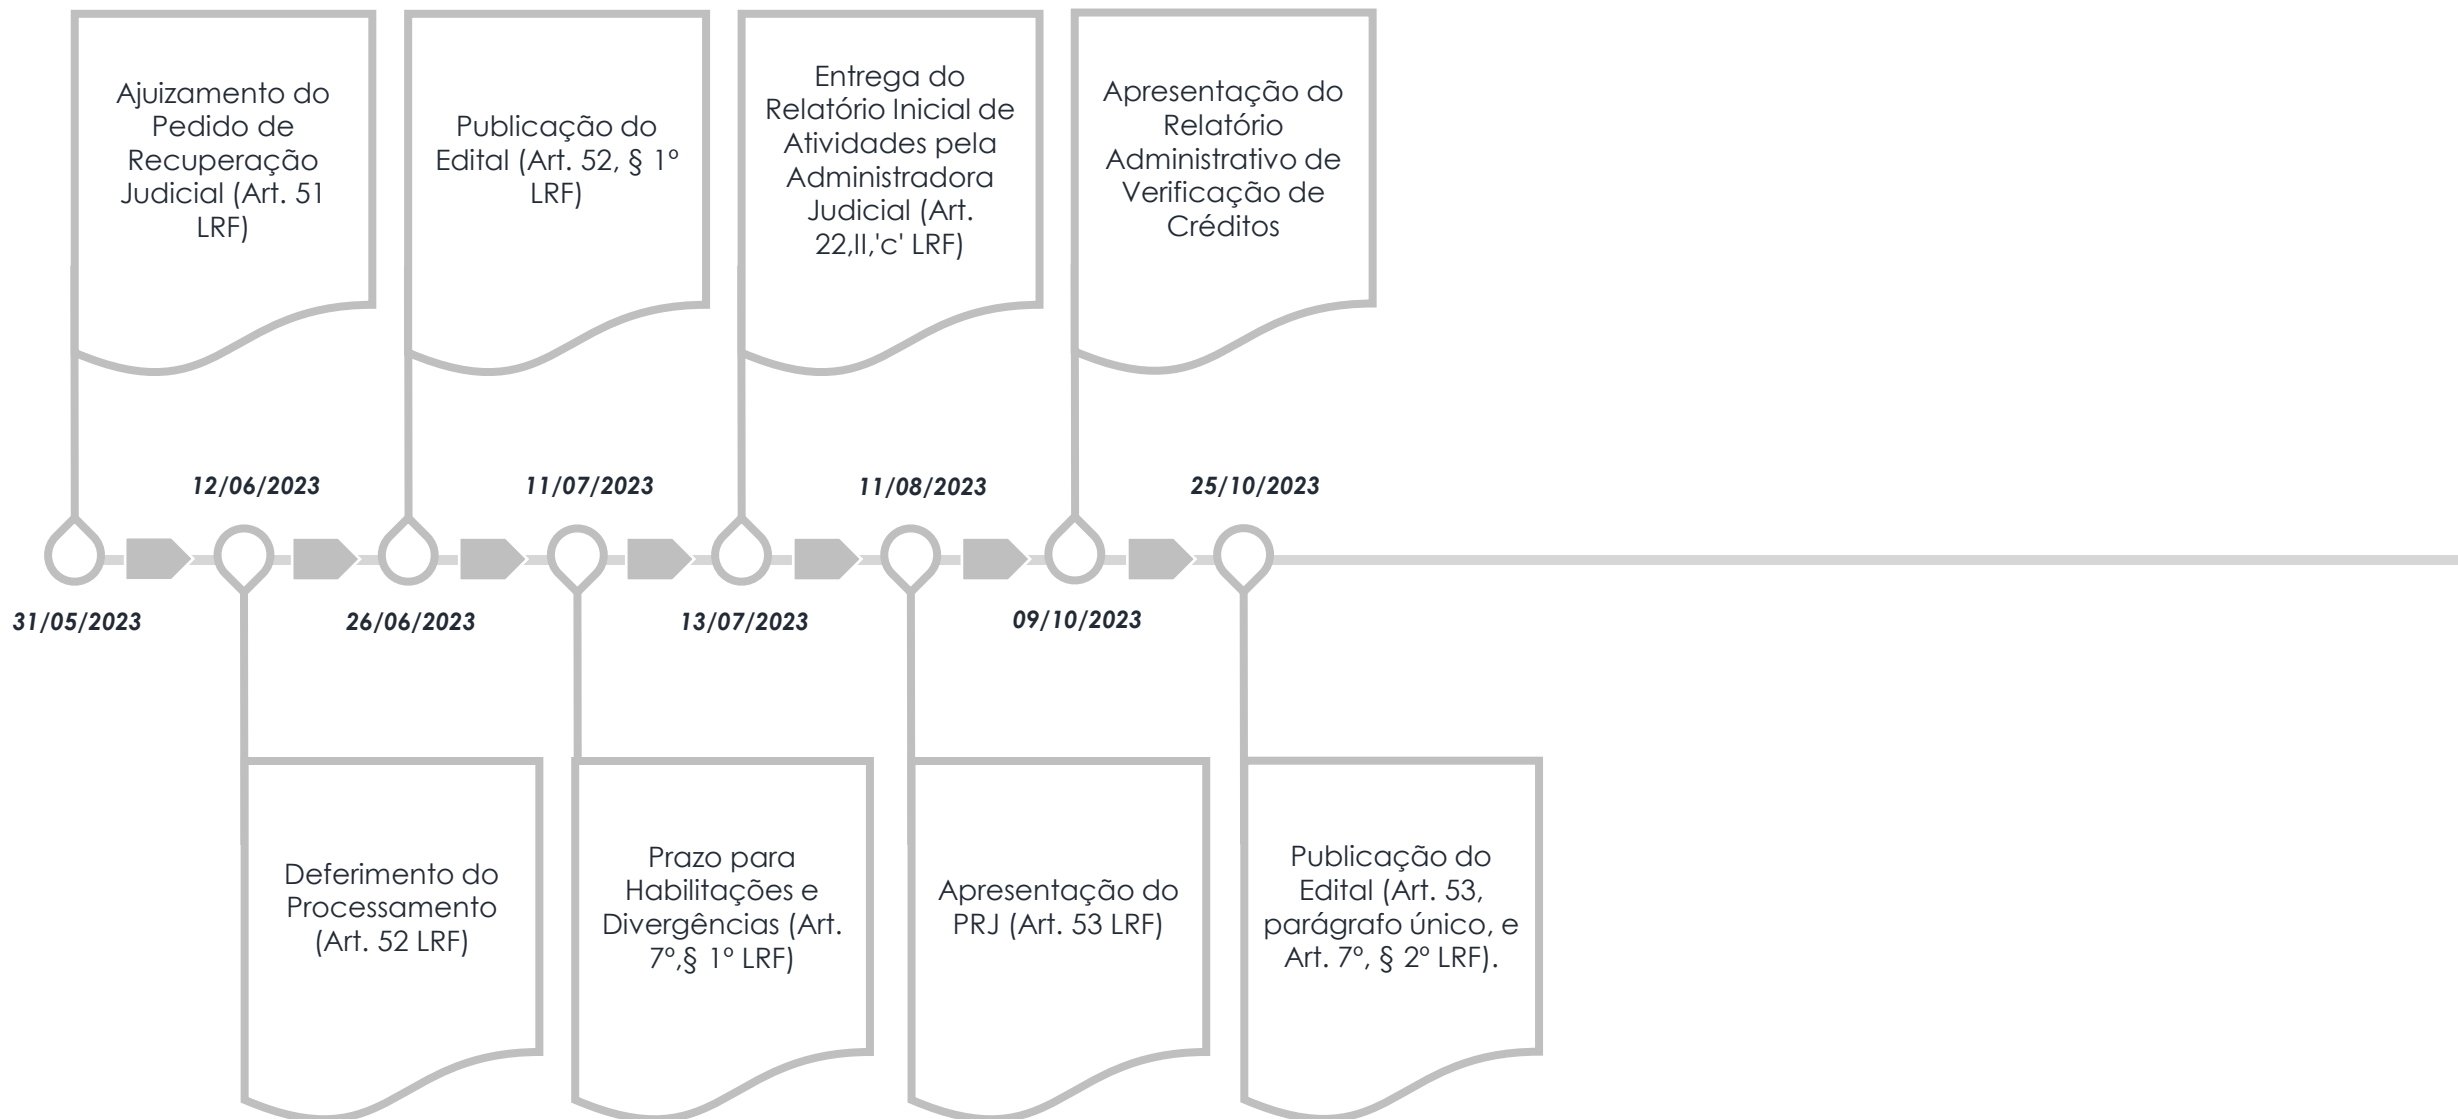 Ajuizamento do
Pedido de
Recuperação
Judicial (Art. 51
LRF)
Publicação do
Edital (Art. 52, § 1º
LRF)
Entrega do
Relatório Inicial de
Atividades pela
Administradora
Judicial (Art.
22,II,'c' LRF)
Apresentação do
Relatório
Administrativo de
Verificação de
Créditos
12/06/2023
11/07/2023
11/08/2023
25/10/2023
31/05/2023
26/06/2023
13/07/2023
09/10/2023
Deferimento do
Processamento
(Art. 52 LRF)
Prazo para
Habilitações e
Divergências (Art.
7º,§ 1º LRF)
Apresentação do
PRJ (Art. 53 LRF)
Publicação do
Edital (Art. 53,
parágrafo único, e
Art. 7º, § 2º LRF).